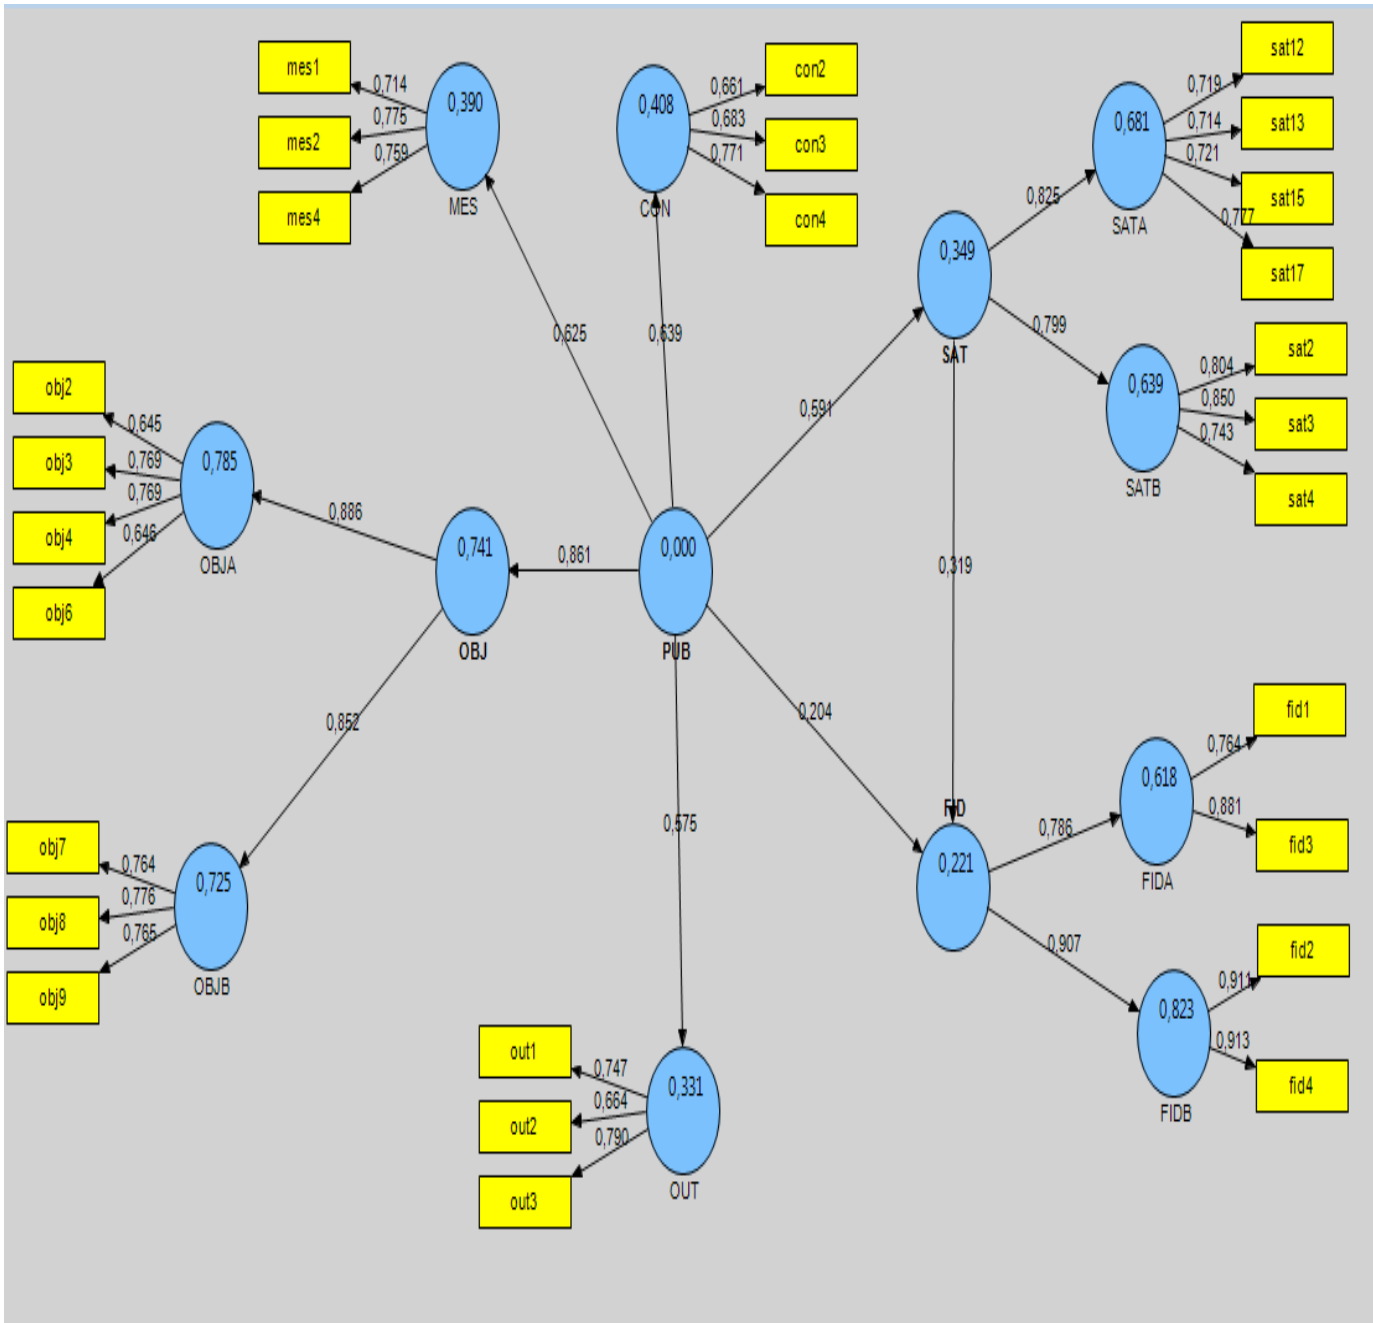 mes1
mes2
mes4
0,714
0,775
0,759
0,390
MES
0,408
CON
0,661
0,683
0,771
con2
con3
con4
sat12
sat13
sat15
sat17
0,719
0,714
0,721
0,777
0,681
SATA
0,825
0,349
SAT
0,799
0,639
SATB
0,804
0,850
0,743
sat2
sat3
sat4
0,625
0,639
0,591
obj2
obj3
obj4
obj6
0,645
0,769
0,769
0,646
0,785
OBJA
0,886
0,741
OBJ
0,861
0,000
PUB
0,319
0,852
0,204
0,575
obj7
obj8
obj9
0,764
0,776
0,765
0,725
OBJB
FID
0,221
0,786
0,618
FIDA
0,764
0,881
fid1
fid3
0,907
0,823
FIDB
0,911
0,913
fid2
fid4
out1
out2
out3
0,747
0,664
0,790
0,331
OUT